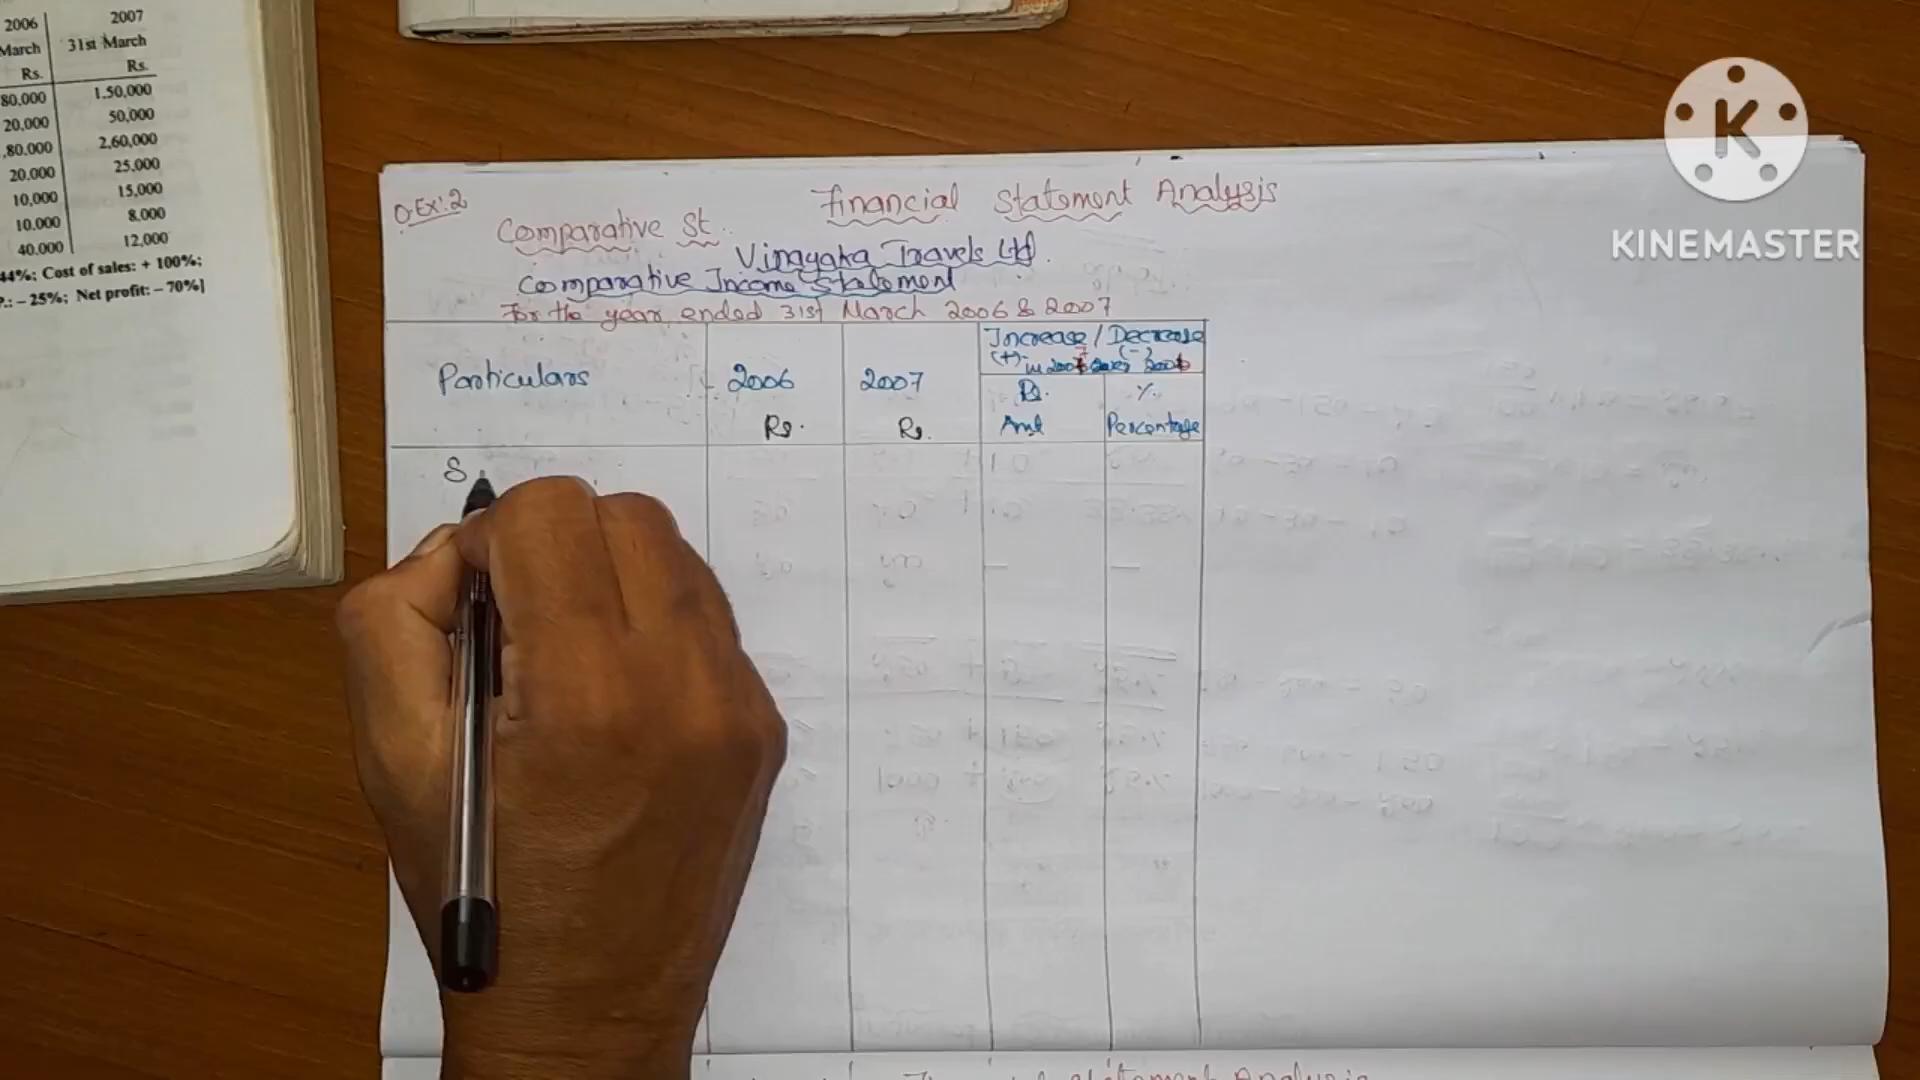 2006 2007
March 31st March
Rs. Rs.
80,000 1.50,000
20,000 50,000
,80.000 2,60,000
20.000 25.000
10,000 15,000
10.000 8.000
40.000 12,000
44%; Cost of sales: + 100%;
P.: – 25%; Net profit: – 70%]
KINEMASTER
Financial Statement Analysis
Comparative St..
Vinayaka Travels Ltd.
Comparative Income Statement
For the year ended 31st March 2006 & 2007
Particulars 2006 Rs. 2007 Rs.
Increase / Decrease
(+) (-)
Rs. %
Amt Percentage
S